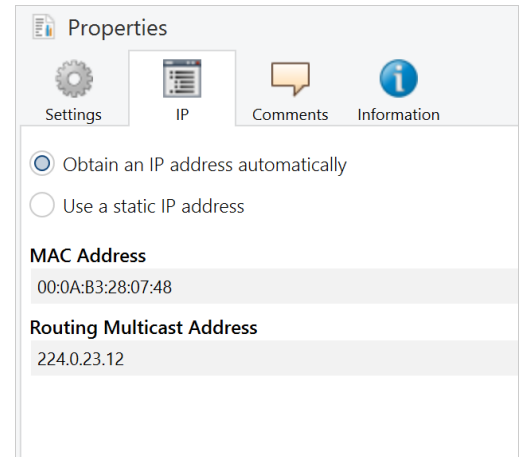 Properties
Settings
IP
Comments
Information
Obtain an IP address automatically
Use a static IP address
MAC Address
00:0A:B3:28:07:48
Routing Multicast Address
224.0.23.12